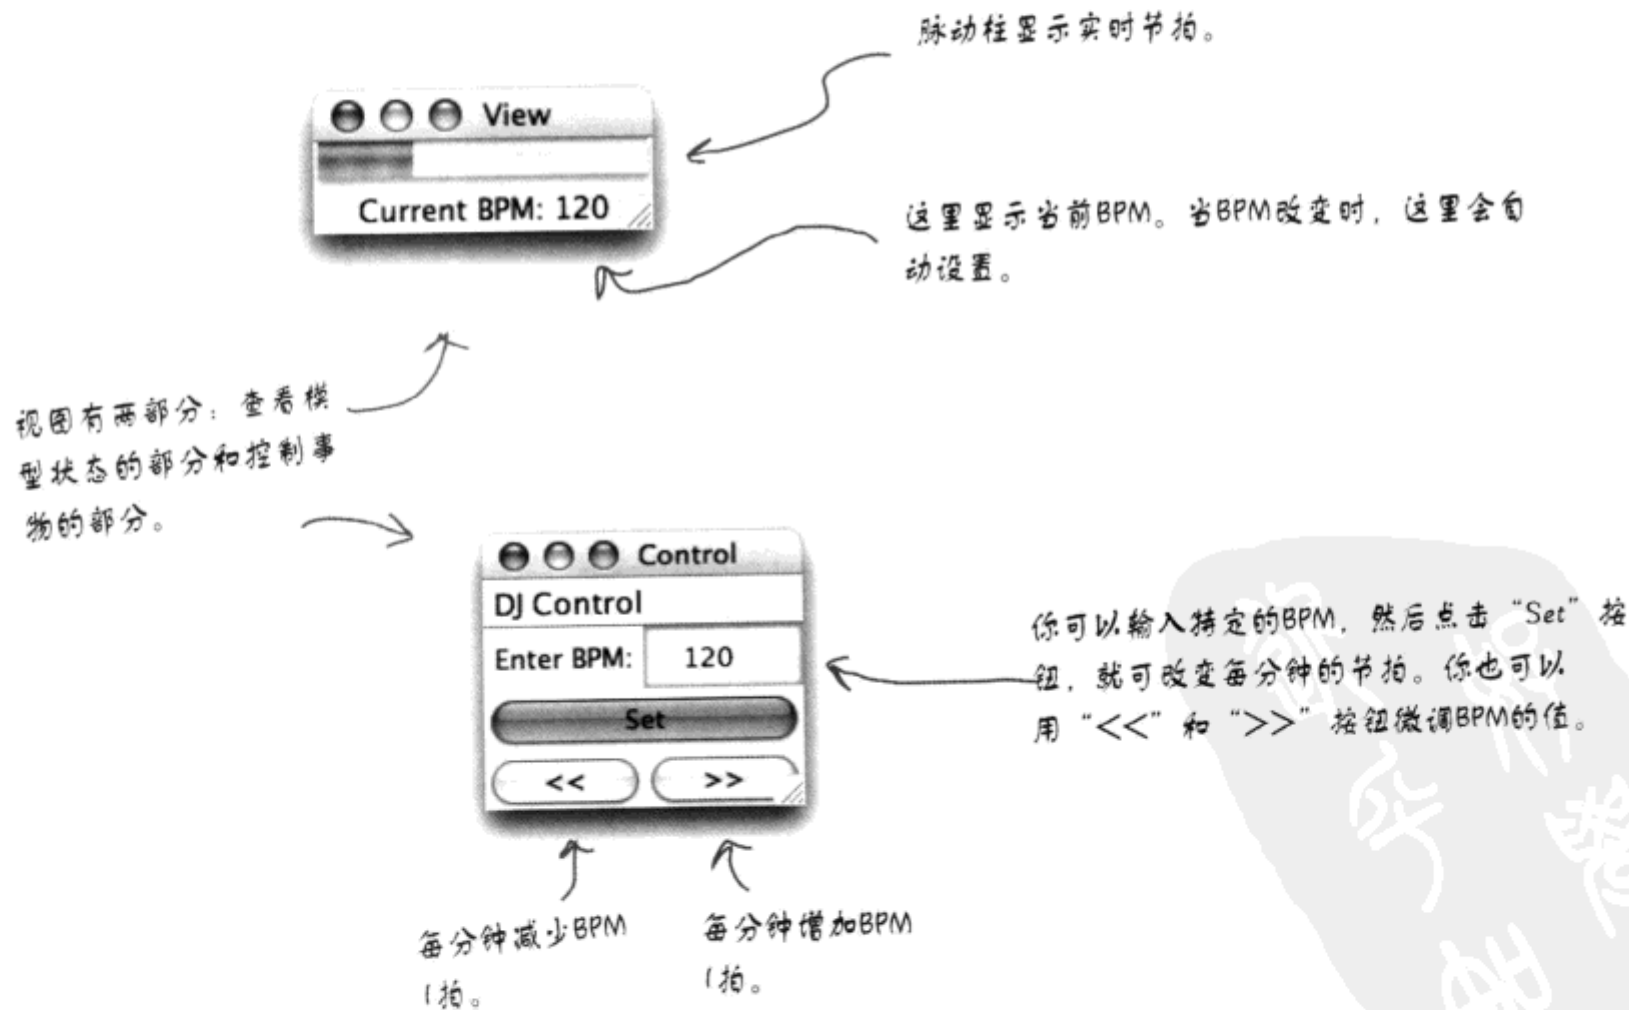 脉动柱显示实时节拍。
View
Current BPM: 120
这里显示当前BPM。当BPM改变时，这里会自
动设置。
视图有两部分：查看模
型状态的部分和控制事
物的部分。
Control
DJ Control
Enter BPM: 120
Set
<< >>
你可以输入特定的BPM，然后点击“Set”按
钮，就可改变每分钟的节拍。你也可以
用“<<”和“>>”按钮微调BPM的值。
每分钟减少BPM
1拍。
每分钟增加BPM
1拍。